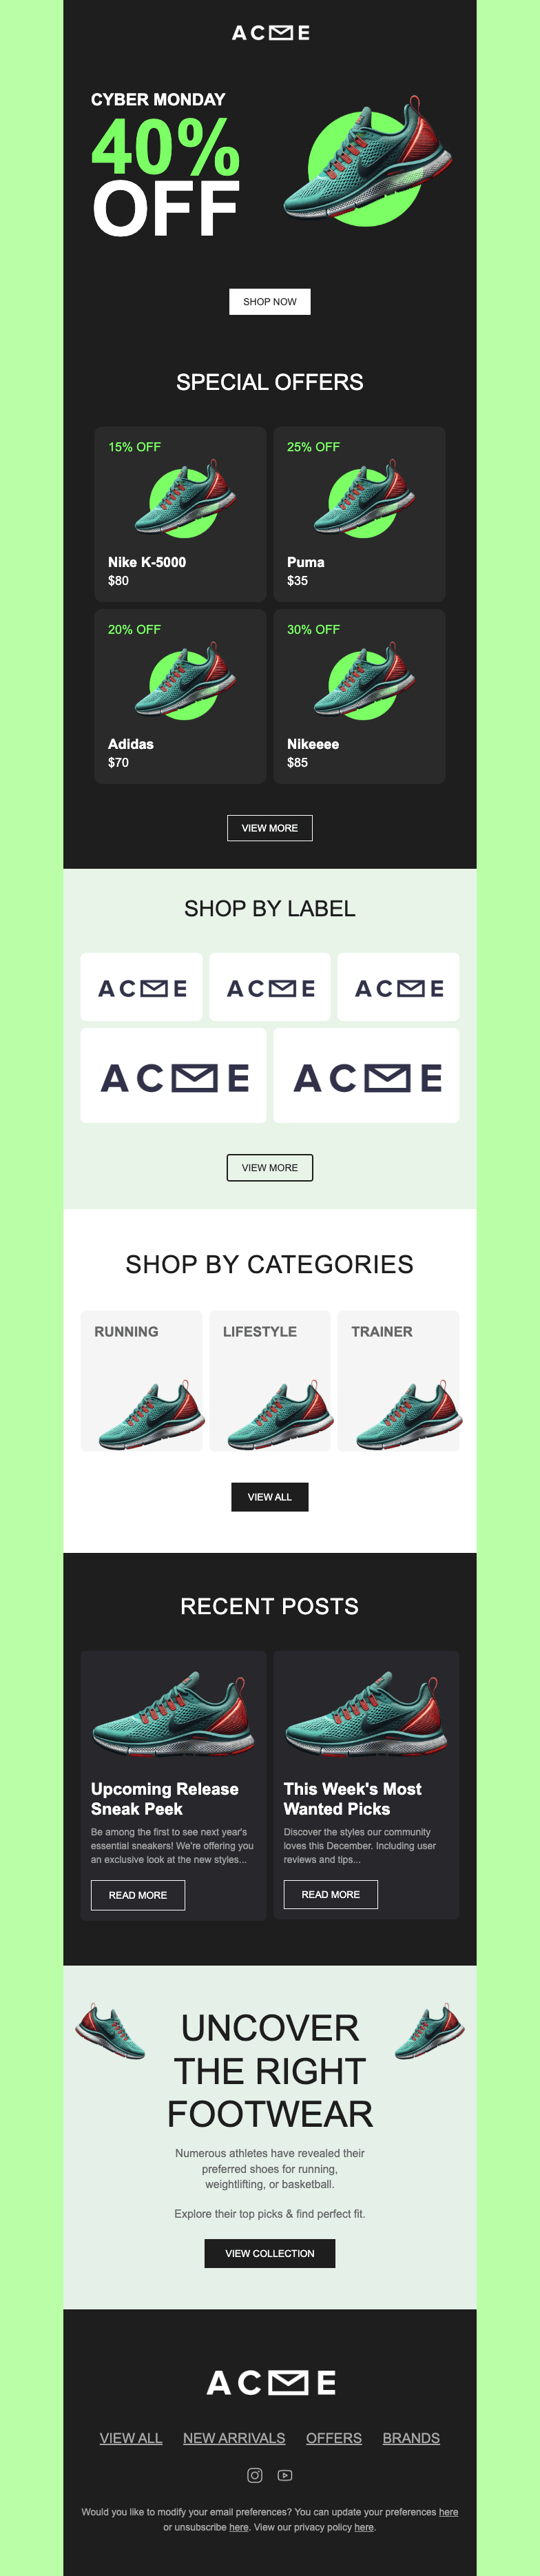 ACME
CYBER MONDAY
40%
OFF
SHOP NOW
SPECIAL OFFERS
15% OFF
Nike K-5000
$80
25% OFF
Puma
$35
20% OFF
Adidas
$70
30% OFF
Nikeeee
$85
VIEW MORE
SHOP BY LABEL
ACME
ACME
ACME
ACME
ACME
VIEW MORE
SHOP BY CATEGORIES
RUNNING
LIFESTYLE
TRAINER
VIEW ALL
RECENT POSTS
Upcoming Release
Sneak Peek
Be among the first to see next year's
essential sneakers! We're offering you
an exclusive look at the new styles...
READ MORE
This Week's Most
Wanted Picks
Discover the styles our community
loves this December. Including user
reviews and tips...
READ MORE
UNCOVER
THE RIGHT
FOOTWEAR
Numerous athletes have revealed their
preferred shoes for running,
weightlifting, or basketball.
Explore their top picks & find perfect fit.
VIEW COLLECTION
ACME
VIEW ALL NEW ARRIVALS OFFERS BRANDS
Would you like to modify your email preferences? You can update your preferences here
or unsubscribe here. View our privacy policy here.